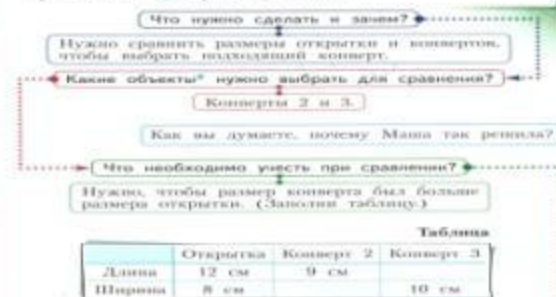 Что нужно сделать и зачем?
Нужно сравнить размеры открытки и конвертов,
чтобы выбрать подходящий конверт.
Какие объекты* нужно выбрать для сравнения?
Конверты 2 и 3.
Как вы думаете, почему Маша так решила?
Что необходимо учесть при сравнении?
Нужно, чтобы размер конверта был больше
размера открытки. (Заполни таблицу.)
Таблица
Открытка Конверт 2 Конверт 3
Длина 12 см 9 см
Ширина 8 см 10 см